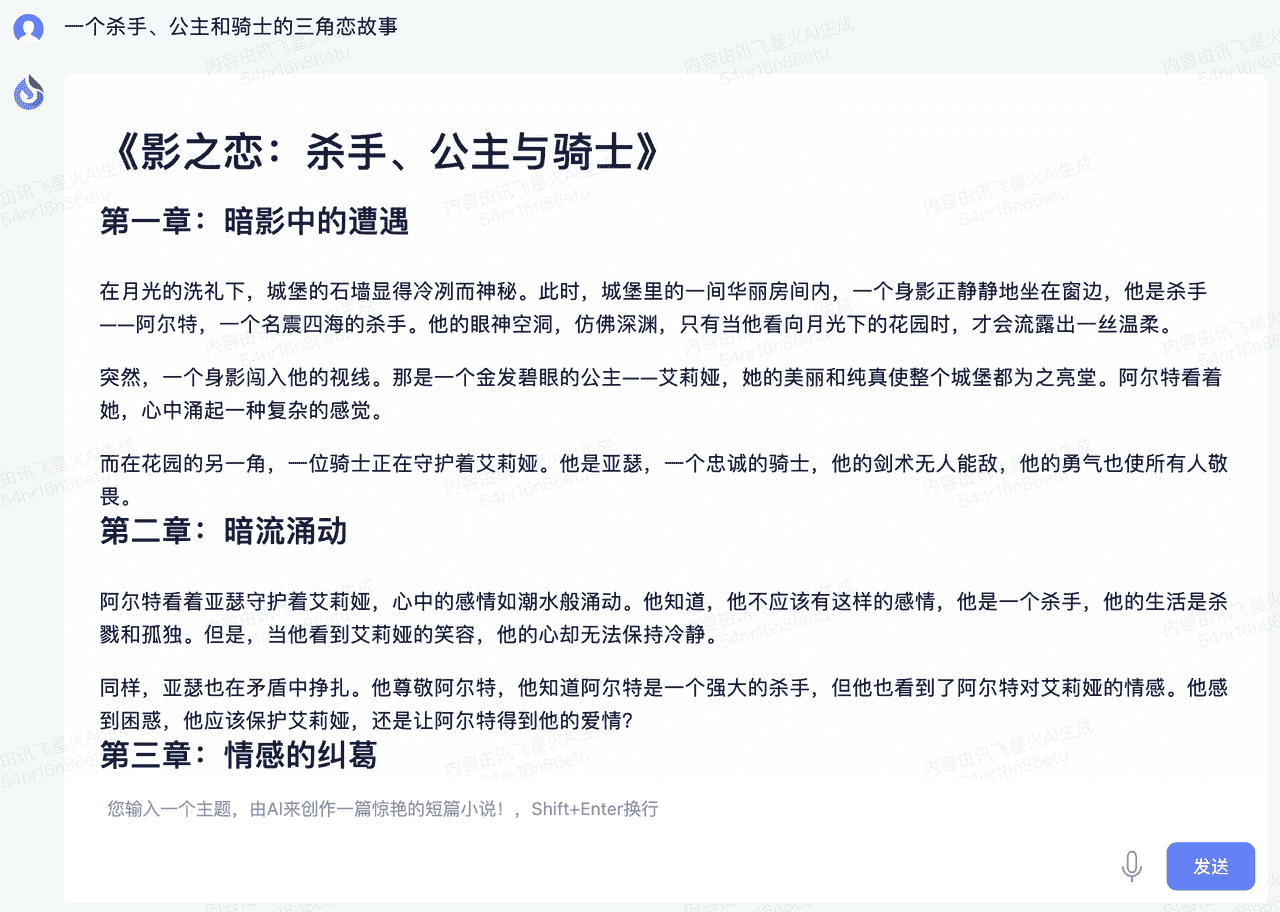 一个杀手、公主和骑士的三角恋故事
《影之恋：杀手、公主与骑士》
第一章：暗影中的遭遇
在月光的洗礼下，城堡的石墙显得冷冽而神秘。此时，城堡里的一间华丽房间内，一个身影正静静地坐在窗边，他是杀手
——阿尔特，一个名震四海的杀手。他的眼神空洞，仿佛深渊，只有当他看向月光下的花园时，才会流露出一丝温柔。
突然，一个身影闯入他的视线。那是一个金发碧眼的公主——艾莉娅，她的美丽和纯真使整个城堡都为之亮堂。阿尔特看着
她，心中涌起一种复杂的感觉。
而在花园的另一角，一位骑士正在守护着艾莉娅。他是亚瑟，一个忠诚的骑士，他的剑术无人能敌，他的勇气也使所有人敬
畏。
第二章：暗流涌动
阿尔特看着亚瑟守护着艾莉娅，心中的感情如潮水般涌动。他知道，他不应该有这样的感情，他是一个杀手，他的生活是杀
戮和孤独。但是，当他看到艾莉娅的笑容，他的心却无法保持冷静。
同样，亚瑟也在矛盾中挣扎。他尊敬阿尔特，他知道阿尔特是一个强大的杀手，但他也看到了阿尔特对艾莉娅的情感。他感
到困惑，他应该保护艾莉娅，还是让阿尔特得到他的爱情？
第三章：情感的纠葛
您输入一个主题，由AI来创作一篇惊艳的短篇小说！，Shift+Enter换行
发送
内容由讯飞星火AI生成
54nr16n86etu